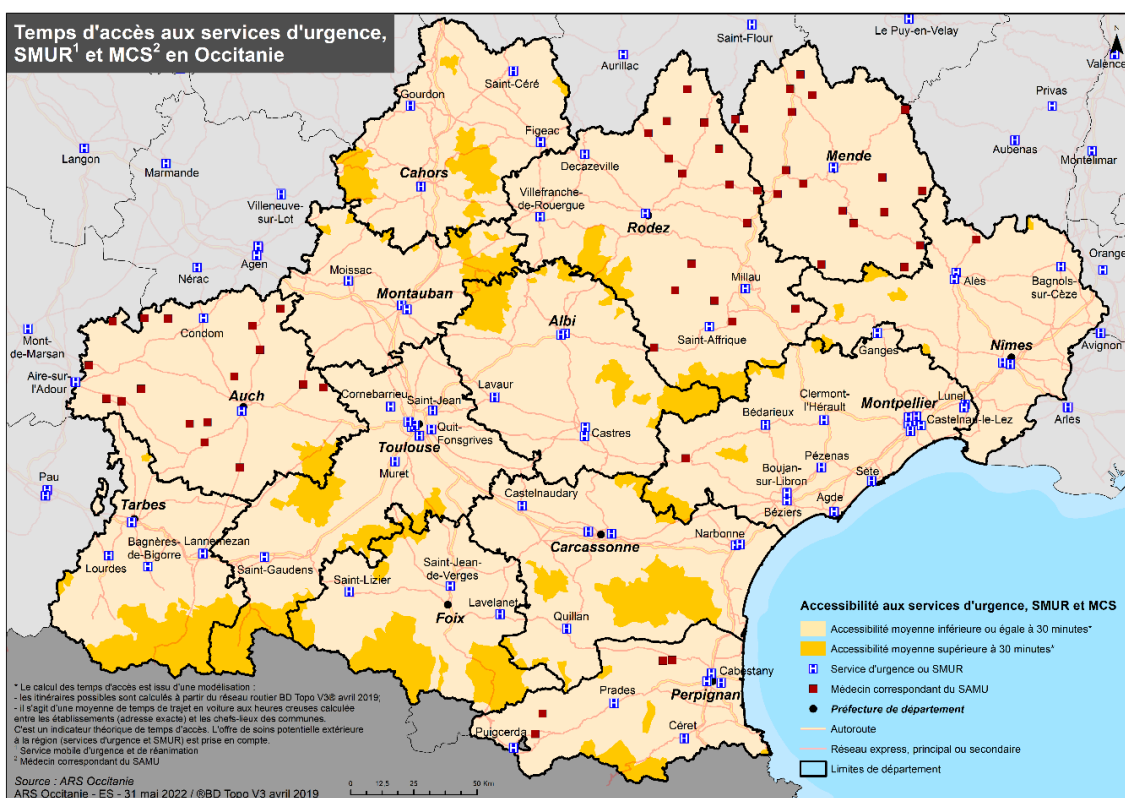 Temps d'accès aux services d'urgence,
SMUR¹ et MCS² en Occitanie
Saint-Flour
Le Puy-en-Velay
Aurillac
Valence
Saint-Céré
Gourdon
Privas
Figeac
Aubenas
Montélimar
Langon
Marmande
Decazeville
Mende
Cahors
Villeneuve-
sur-Lot
Villefranche-
de-Rouergue
Rodez
Agen
Nérac
Moissac
Millau
Alès
Orange
Bagnols-
sur-Cèze
Montauban
Condom
Albi
Saint-Affrique
Mont-
de-Marsan
Ganges
Nîmes
Avignon
Aire-sur-
l'Adour
Auch
Lavaur
Cornebarrieu
Saint-Jean
Clermont-
l'Hérault
Montpellier
Lunel
Bédarieux
Castelnau-le-Lez
Arles
Quit-
Fonsgrives
Toulouse
Castres
Muret
Pézenas
Boujan-
sur-Libron
Sète
Pau
Castelnaudary
Agde
Béziers
Tarbes
Bagnères-
de-Bigorre
Lannemezan
Carcassonne
Narbonne
Lourdes
Saint-Gaudens
Saint-Lizier
Saint-Jean-
de-Verges
Foix
Lavelanet
Quillan
Cabestany
Perpignan
Prades
Céret
Puigcerda
Accessibilité aux services d'urgence, SMUR et MCS
Accessibilité moyenne inférieure ou égale à 30 minutes*
Accessibilité moyenne supérieure à 30 minutes*
Service d'urgence ou SMUR
Médecin correspondant du SAMU
Préfecture de département
Autoroute
Réseau express, principal ou secondaire
Limites de département
* Le calcul des temps d'accès est issu d'une modélisation :
- les itinéraires possibles sont calculés à partir du réseau routier BD Topo V3® avril 2019;
- il s'agit d'une moyenne de temps de trajet en voiture aux heures creuses calculée
entre les établissements (adresse exacte) et les chefs-lieux des communes.
C'est un indicateur théorique de temps d'accès. L'offre de soins potentielle extérieure
à la région (services d'urgence et SMUR) est prise en compte.
¹ Service mobile d'urgence et de réanimation
² Médecin correspondant du SAMU
Source : ARS Occitanie
ARS Occitanie - ES - 31 mai 2022 / ®BD Topo V3 avril 2019
0 12.5 25 50 Km
N